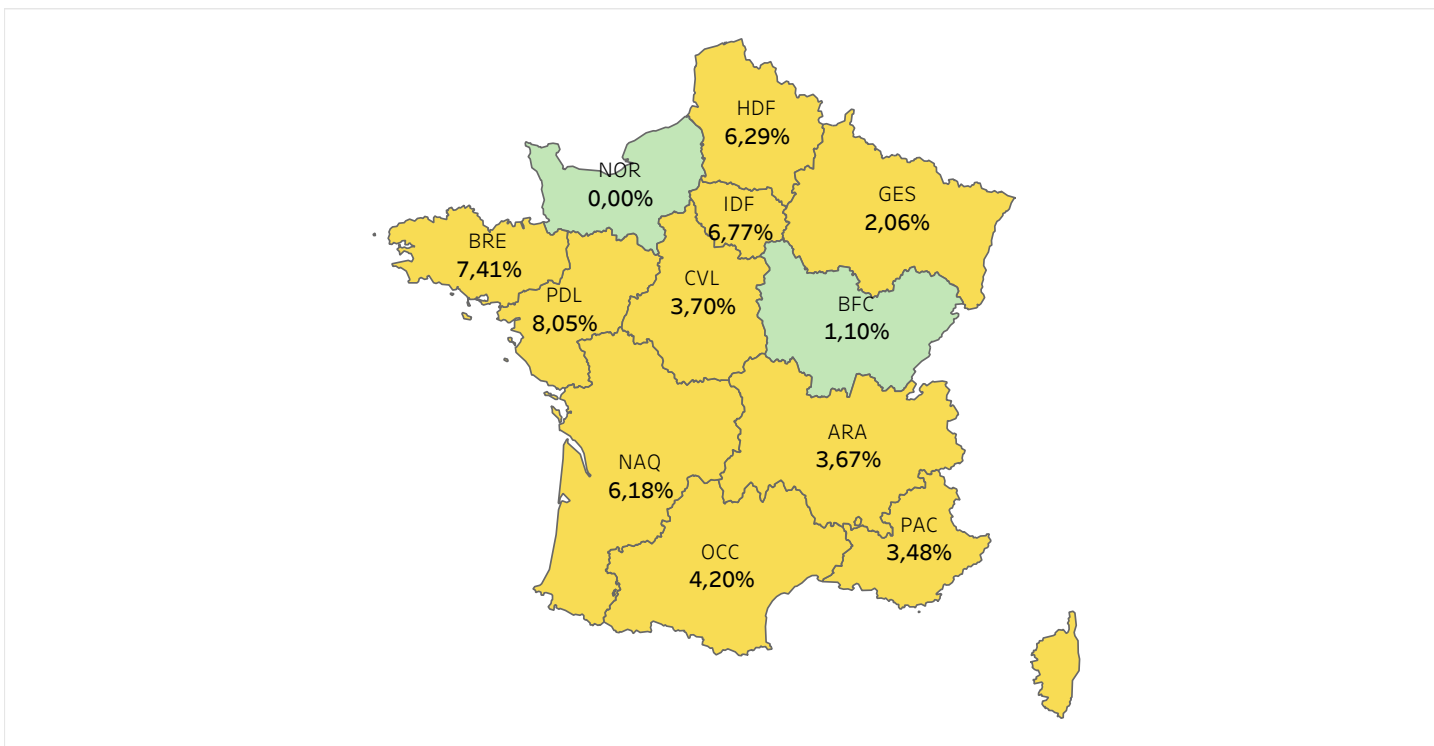 HDF
6,29%
NOR
0,00%
IDF
6,77%
GES
2,06%
BRE
7,41%
CVL
3,70%
PDL
8,05%
BFC
1,10%
ARA
3,67%
NAQ
6,18%
PAC
3,48%
OCC
4,20%